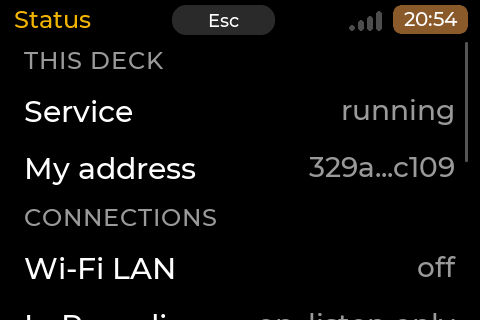 Status Esc 20:54
THIS DECK
Service running
My address 329a...c109
CONNECTIONS
Wi-Fi LAN off